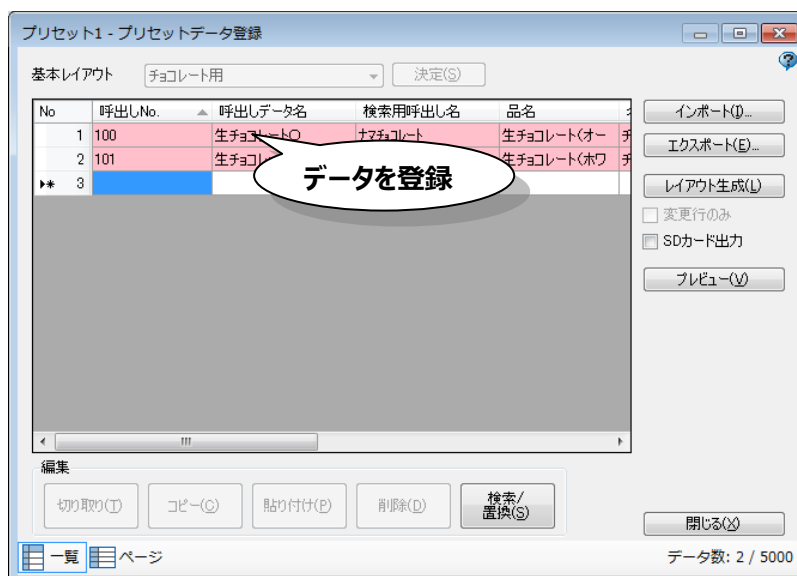 プリセット1 - プリセットデータ登録
基本レイアウト チョコレート用 決定(S)
No 呼出しNo. 呼出しデータ名 検索用呼出し名 品名
1 100 生チョコレートO ナマチョコレート 生チョコレート(オー チ
2 101 生チョコレ 生チョコレート(ホワ チ
3
データを登録
インポート(I)...
エクスポート(E)...
レイアウト生成(L)
変更行のみ
SDカード出力
プレビュー(V)
編集
切り取り(T) コピー(C) 貼り付け(P) 削除(D) 検索/
置換(S)
閉じる(X)
一覧 ページ データ数: 2 / 5000